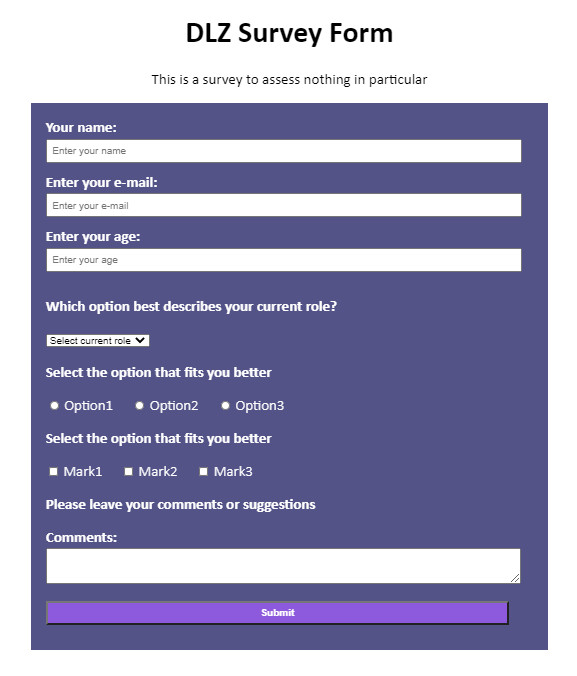 DLZ Survey Form
This is a survey to assess nothing in particular
Your name:
Enter your name
Enter your e-mail:
Enter your e-mail
Enter your age:
Enter your age
Which option best describes your current role?
Select current role
Select the option that fits you better
Option1 Option2 Option3
Select the option that fits you better
Mark1 Mark2 Mark3
Please leave your comments or suggestions
Comments:
Submit